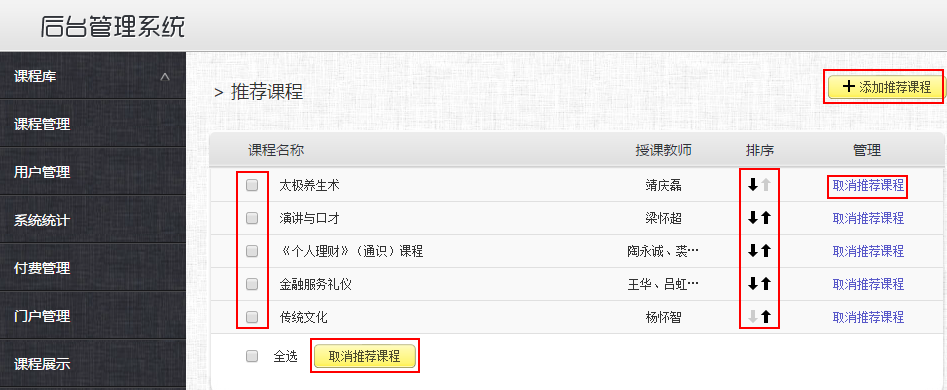 后台管理系统
课程库
课程管理
用户管理
系统统计
付费管理
门户管理
课程展示
> 推荐课程
+ 添加推荐课程
课程名称 授课教师 排序 管理
太极养生术 靖庆磊 取消推荐课程
演讲与口才 梁怀超 取消推荐课程
《个人理财》（通识）课程 陶永诚、裘… 取消推荐课程
金融服务礼仪 王华、吕虹… 取消推荐课程
传统文化 杨怀智 取消推荐课程
全选 取消推荐课程